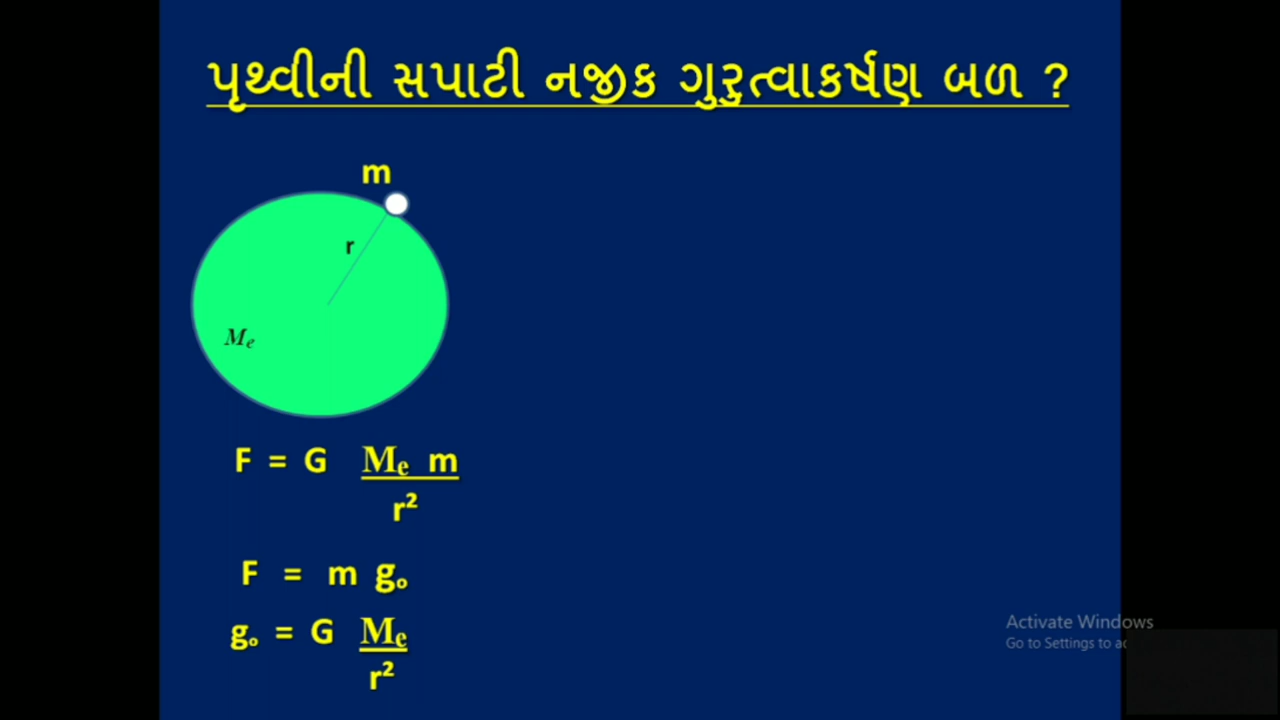 પૃથ્વીની સપાટી નજીક ગુરુત્વાકર્ષણ બળ ?
m
r
Me
F = G Me m
r²
F = m g₀
g₀ = G Me
r²
Activate Windows
Go to Settings to ac